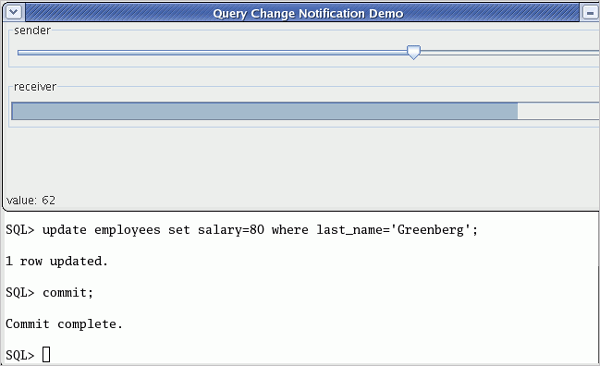 Query Change Notification Demo
sender
receiver
value: 62
SQL> update employees set salary=80 where last_name='Greenberg';
1 row updated.
SQL> commit;
Commit complete.
SQL>